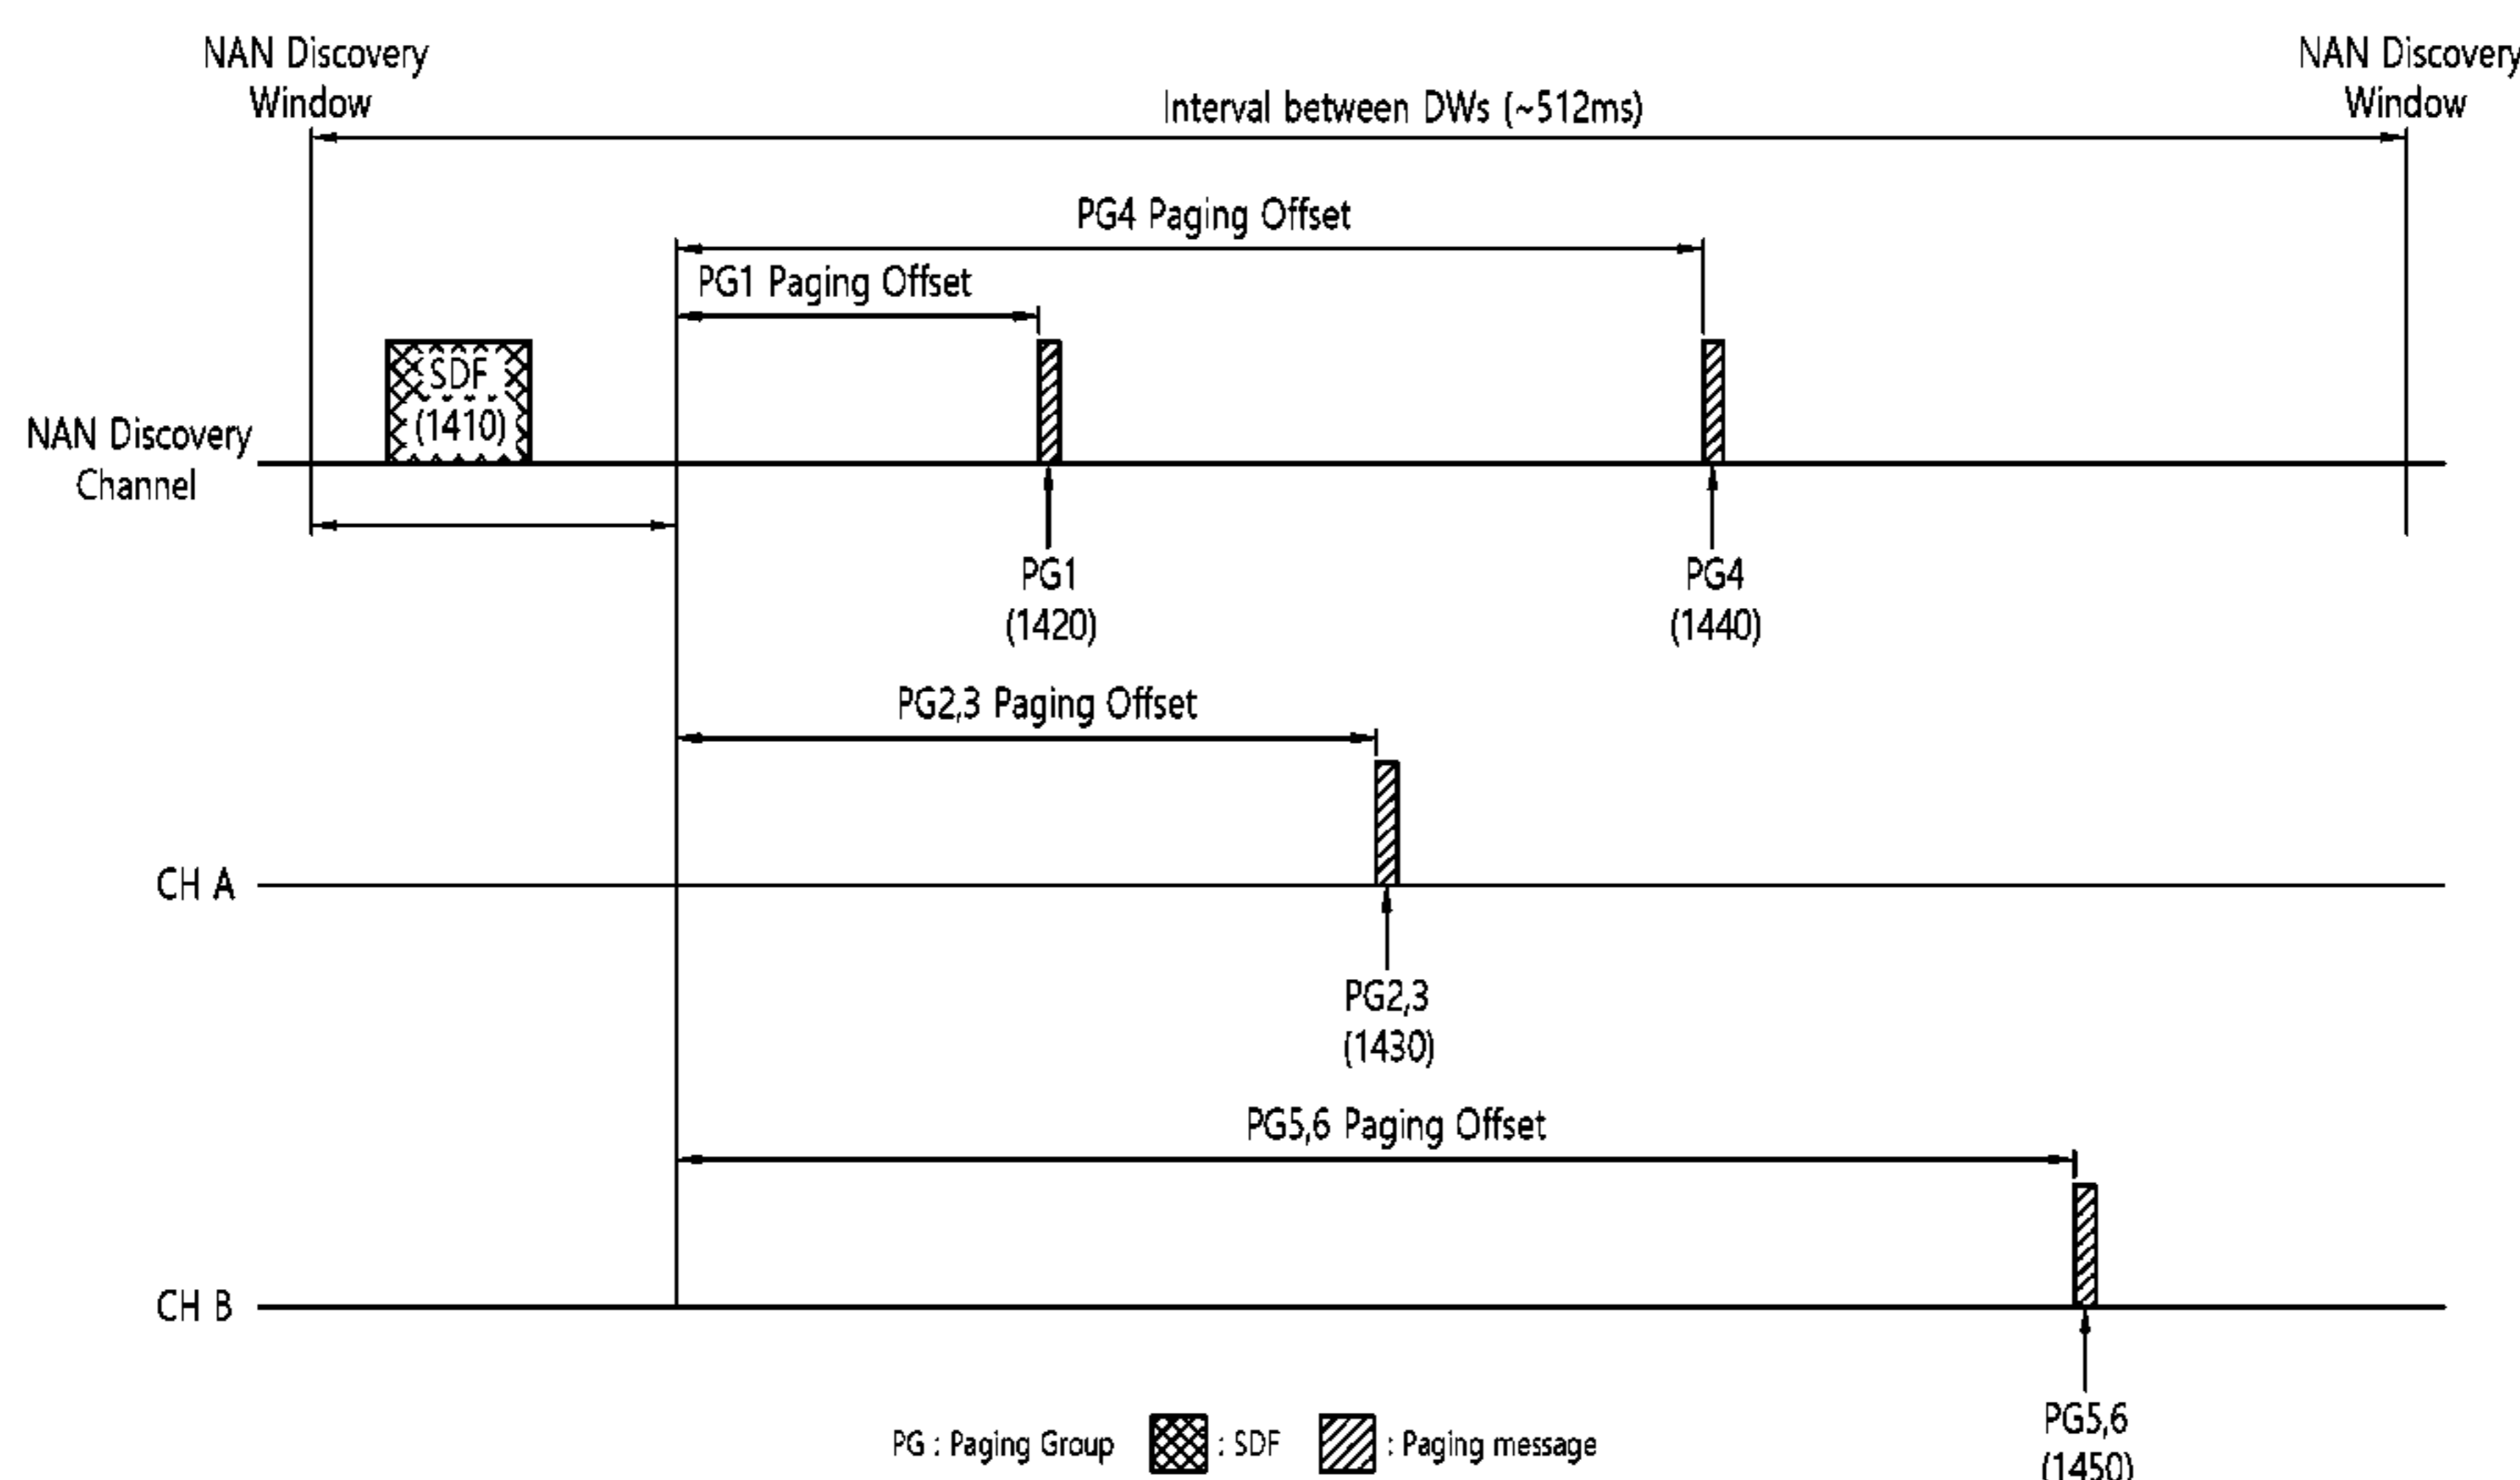 NAN Discovery
Window
NAN Discovery
Window
Interval between DWs (~512ms)
PG4 Paging Offset
PG1 Paging Offset
SDF
(1410)
NAN Discovery
Channel
PG1
(1420)
PG4
(1440)
PG2,3 Paging Offset
CH A
PG2,3
(1430)
PG5,6 Paging Offset
CH B
PG5,6
(1450)
PG : Paging Group : SDF : Paging message